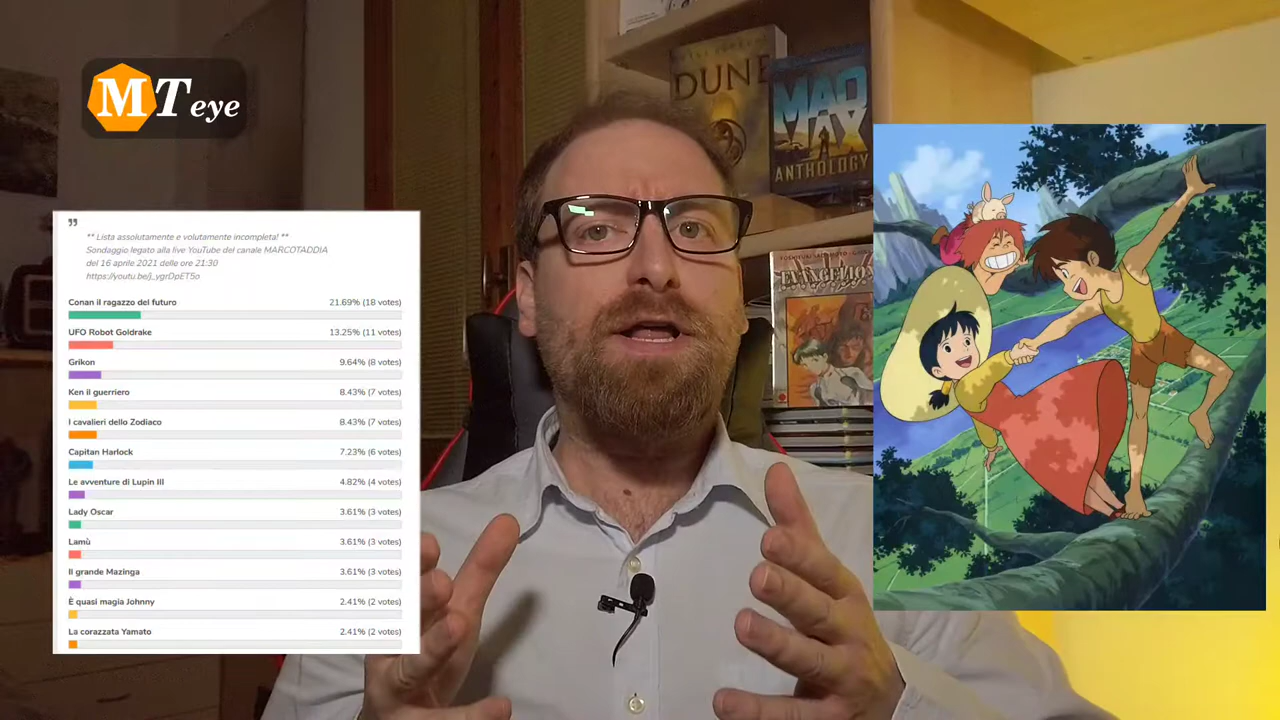 MT eye
”
** Lista assolutamente e volutamente incompleta! **
Sondaggio legato alla live YouTube del canale MARCOTADDIA
del 16 aprile 2021 delle ore 21:30
https://youtu.be/j_ygrDpET5o
Conan il ragazzo del futuro 21.69% (18 votes)
UFO Robot Goldrake 13.25% (11 votes)
Grikon 9.64% (8 votes)
Ken il guerriero 8.43% (7 votes)
I cavalieri dello Zodiaco 8.43% (7 votes)
Capitan Harlock 7.23% (6 votes)
Le avventure di Lupin III 4.82% (4 votes)
Lady Oscar 3.61% (3 votes)
Lamù 3.61% (3 votes)
Il grande Mazinga 3.61% (3 votes)
È quasi magia Johnny 2.41% (2 votes)
La corazzata Yamato 2.41% (2 votes)
DUNE
MAD
MAX
ANTHOLOGY
EVANGELION